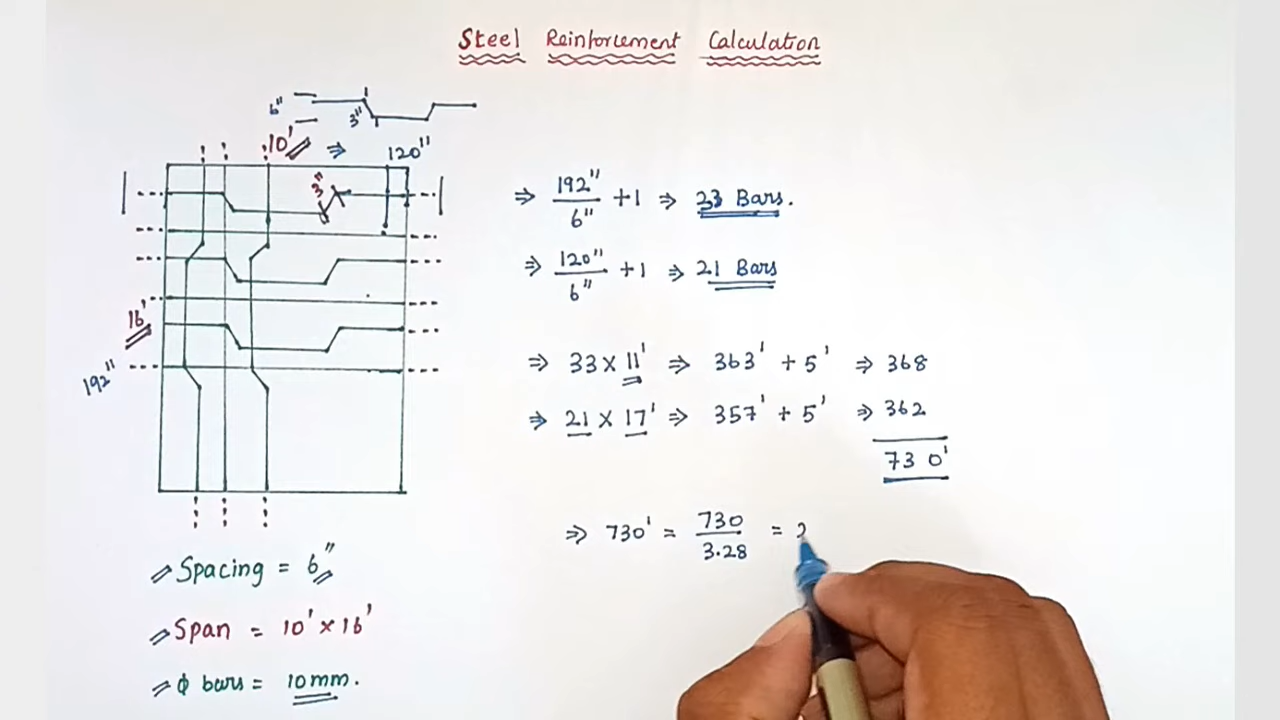 Steel Reinforcement Calculation
6"
3"
10' ⇒ 120"
3"
16'
192"
⇒ 192"/6" + 1 ⇒ 33 Bars.
⇒ 120"/6" + 1 ⇒ 21 Bars
⇒ 33 × 11' ⇒ 363' + 5' ⇒ 368
⇒ 21 × 17' ⇒ 357' + 5' ⇒ 362
730'
⇒ 730' = 730/3.28 =
Spacing = 6"
Span = 10' × 16'
ϕ bars = 10mm.